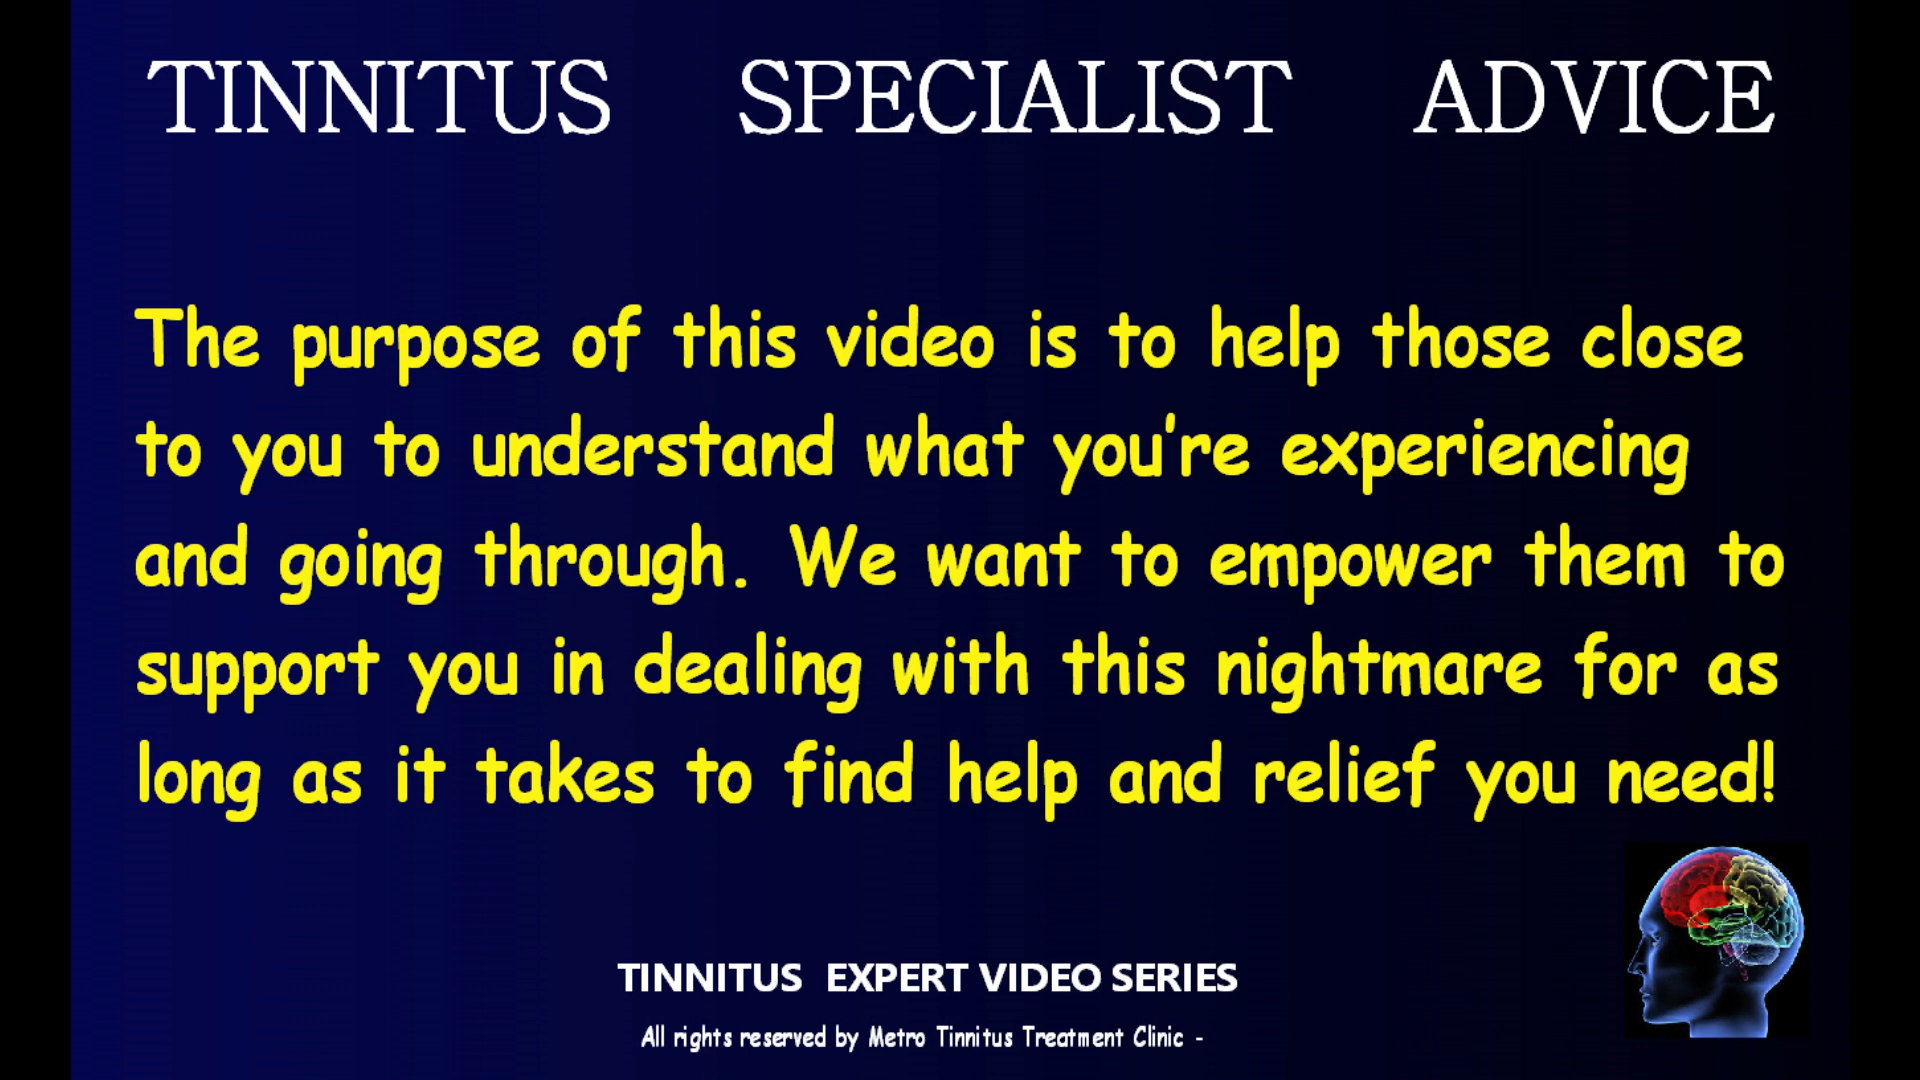 TINNITUS SPECIALIST ADVICE
The purpose of this video is to help those close
to you to understand what you're experiencing
and going through. We want to empower them to
support you in dealing with this nightmare for as
long as it takes to find help and relief you need!
TINNITUS EXPERT VIDEO SERIES
All rights reserved by Metro Tinnitus Treatment Clinic -